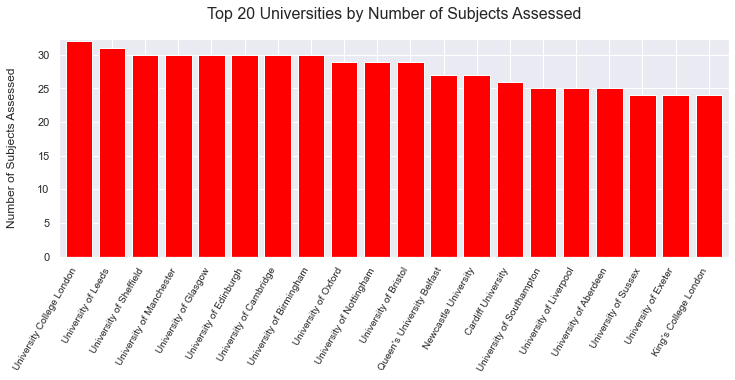 Top 20 Universities by Number of Subjects Assessed
Number of Subjects Assessed
30
25
20
15
10
5
0
University College London
University of Leeds
University of Sheffield
University of Manchester
University of Glasgow
University of Edinburgh
University of Cambridge
University of Birmingham
University of Oxford
University of Nottingham
University of Bristol
Queen's University Belfast
Newcastle University
Cardiff University
University of Southampton
University of Liverpool
University of Aberdeen
University of Sussex
University of Exeter
King's College London